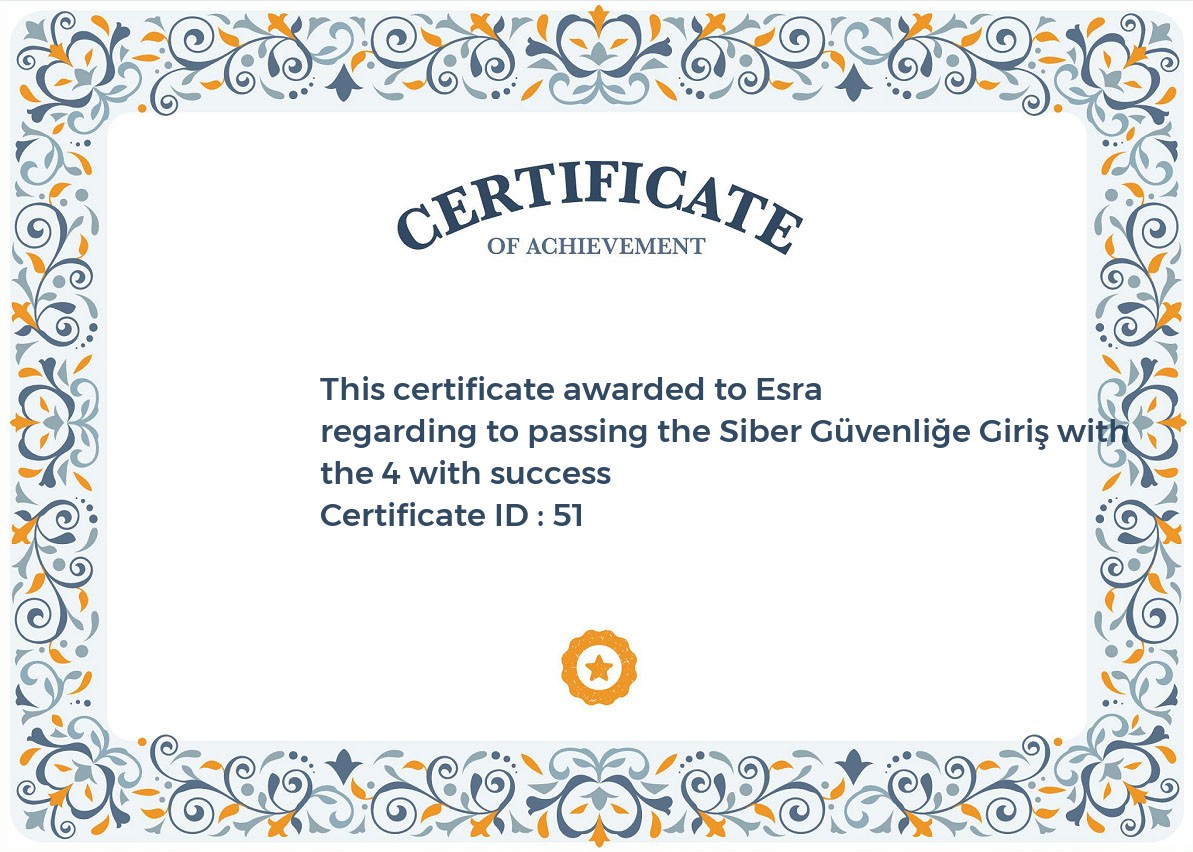 CERTIFICATE
OF ACHIEVEMENT
This certificate awarded to Esra
regarding to passing the Siber Güvenliğe Giriş with
the 4 with success
Certificate ID : 51